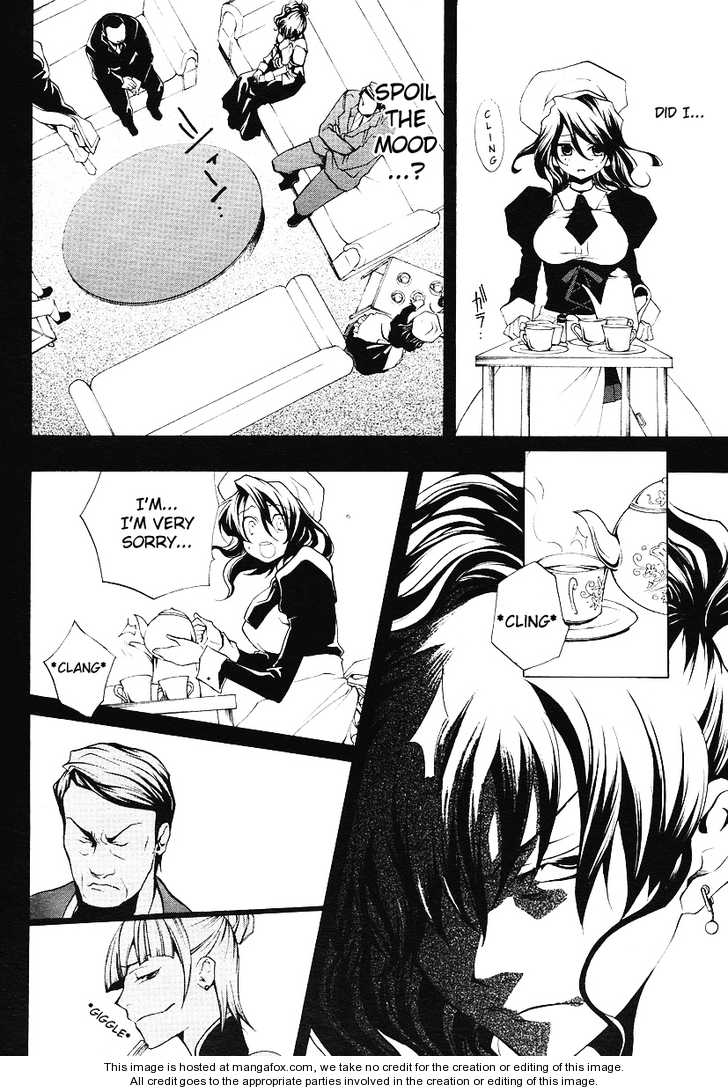 DID I...
CLING
ガラ...
SPOIL
THE
MOOD
...?
*CLING*
I'M...
I'M VERY
SORRY...
*CLANG*
*GIGGLE*
This image is hosted at mangafox.com, we take no credit for the creation or editing of this image.
All credit goes to the appropriate parties involved in the creation or editing of this image.